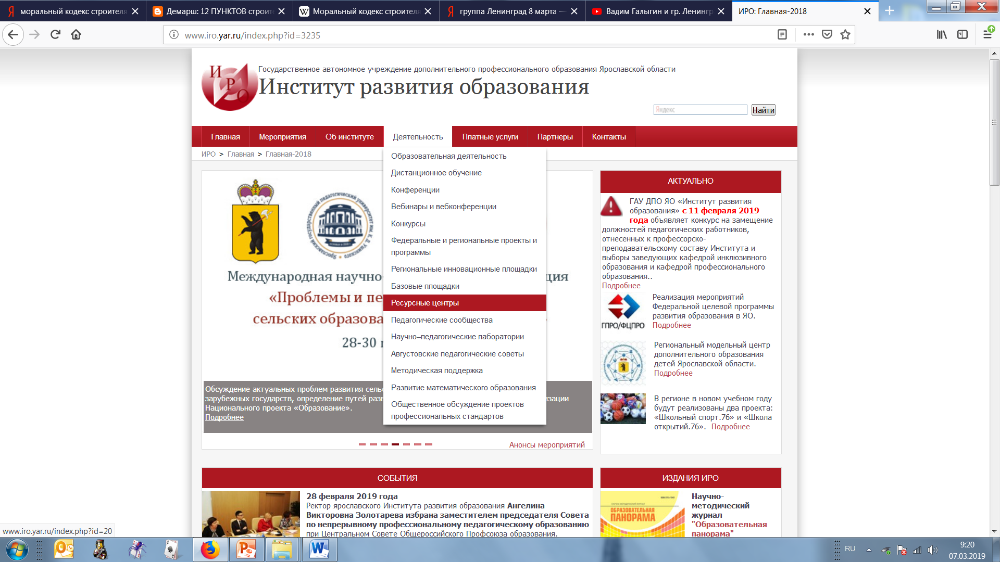 моральный кодекс строителя
Демарш: 12 ПУНКТОВ строит
Моральный кодекс строителя
группа Ленинград 8 марта —
Вадим Галыгин и гр. Ленингр
ИРО: Главная-2018
www.iro.yar.ru/index.php?id=3235
ИРО
Государственное автономное учреждение дополнительного профессионального образования Ярославской области
Институт развития образования
Яндекс
Найти
Главная Мероприятия Об институте Деятельность Платные услуги Партнеры Контакты
ИРО > Главная > Главная-2018
Образовательная деятельность
Дистанционное обучение
Конференции
Вебинары и вебконференции
Конкурсы
Федеральные и региональные проекты и
программы
Региональные инновационные площадки
Базовые площадки
Ресурсные центры
Педагогические сообщества
Научно–педагогические лаборатории
Августовские педагогические советы
Методическая поддержка
Развитие математического образования
Общественное обсуждение проектов
профессиональных стандартов
Международная научно- ция
«Проблемы и пе
сельских образова
28-30 м
Обсуждение актуальных проблем развития сельс
зарубежных государств, определение путей разв изации
Национального проекта «Образование».
Подробнее
Анонсы мероприятий
АКТУАЛЬНО
ГАУ ДПО ЯО «Институт развития
образования» с 11 февраля 2019
года объявляет конкурс на замещение
должностей педагогических работников,
отнесенных к профессорско-
преподавательскому составу Института и
выборы заведующих кафедрой инклюзивного
образования и кафедрой профессионального
образования..
Подробнее
ГПРО/ФЦПРО
Реализация мероприятий
Федеральной целевой программы
развития образования в ЯО.
Подробнее
Региональный модельный центр
дополнительного образования
детей Ярославской области.
Подробнее
В регионе в новом учебном году
будут реализованы два проекта:
«Школьный спорт.76» и «Школа
открытий.76». Подробнее
СОБЫТИЯ
28 февраля 2019 года
Ректор ярославского Института развития образования Ангелина
Викторовна Золотарева избрана заместителем председателя Совета
по непрерывному профессиональному педагогическому образованию
при Центральном Совете Общероссийского Профсоюза образования.
ИЗДАНИЯ ИРО
ОБРАЗОВАТЕЛЬНАЯ
ПАНОРАМА
Научно-
методический
журнал
"Образовательная
панорама"
www.iro.yar.ru/index.php?id=20
RU
9:20
07.03.2019